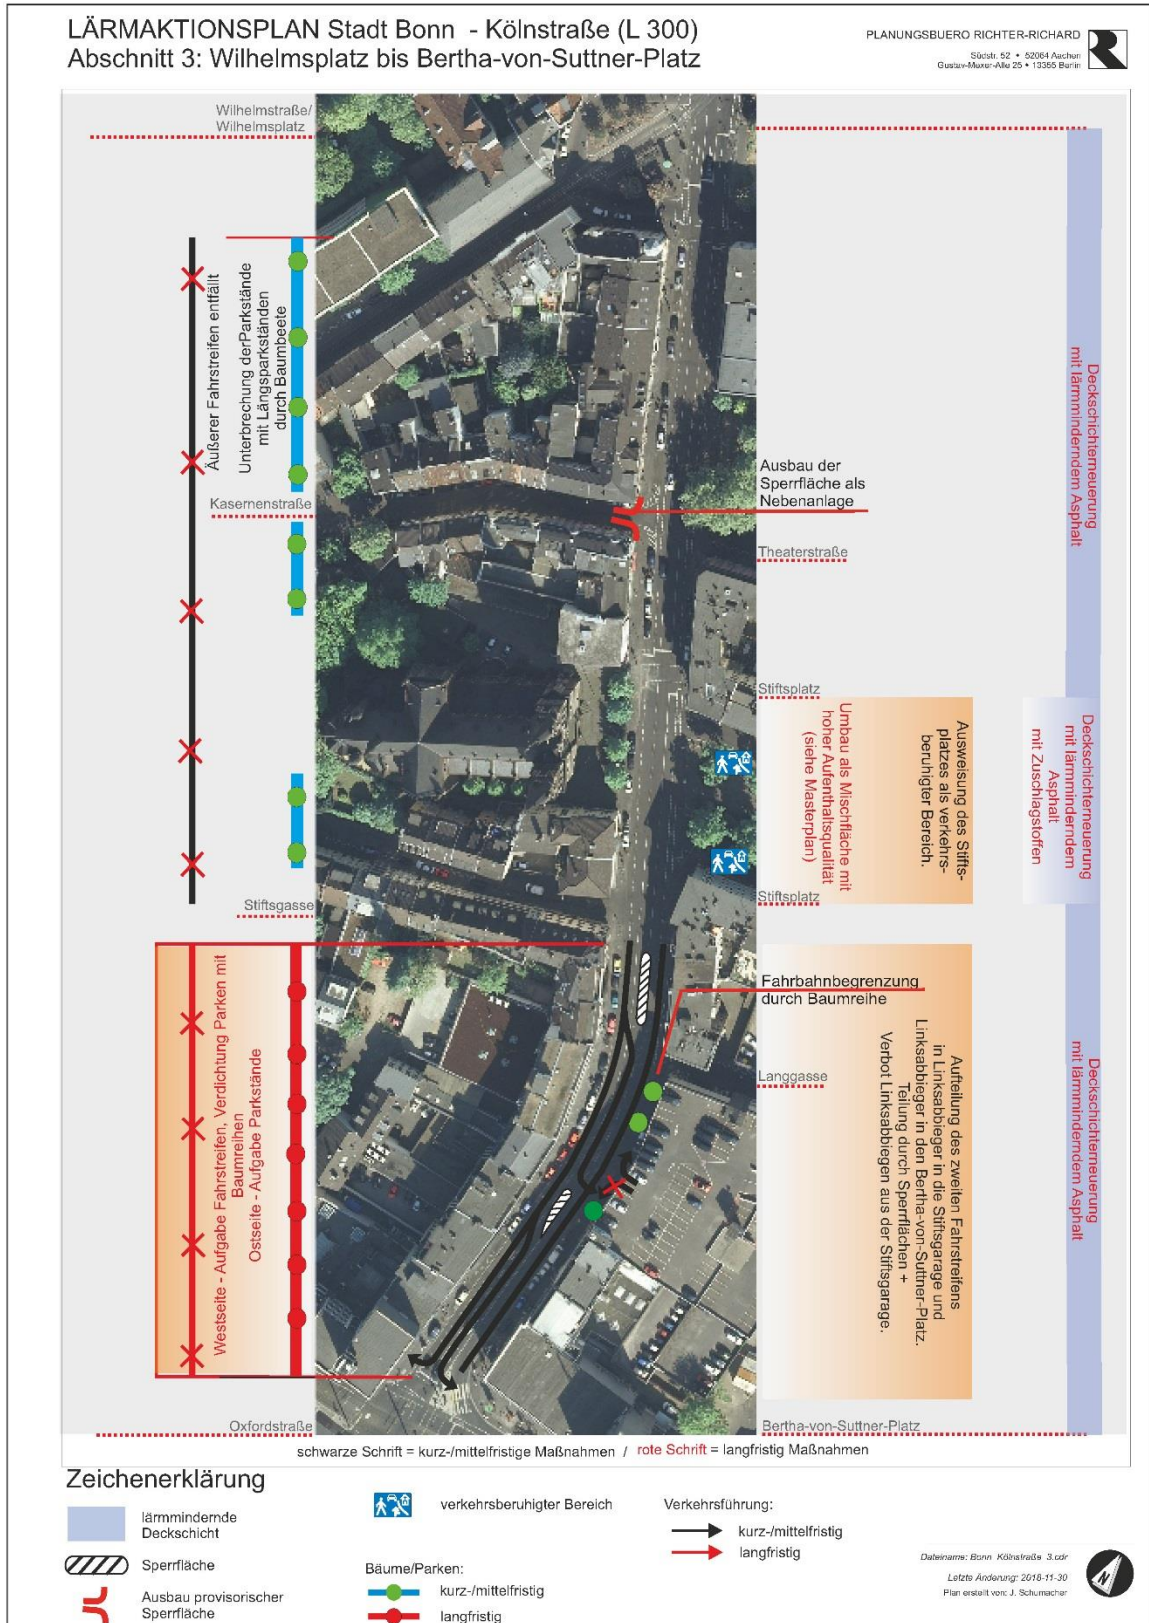 LÄRMAKTIONSPLAN Stadt Bonn - Kölnstraße (L 300)
Abschnitt 3: Wilhelmsplatz bis Bertha-von-Suttner-Platz
PLANUNGSBUERO RICHTER-RICHARD
Südstr. 52 • 52064 Aachen
Gustav-Meyer-Alle 25 • 13355 Berlin
Wilhelmstraße/
Wilhelmsplatz
Äußerer Fahrstreifen entfällt
Unterbrechung derParkstände
mit Längsparkständen
durch Baumbeete
Kasernenstraße
Ausbau der
Sperrfläche als
Nebenanlage
Theaterstraße
Deckschichterneuerung
mit lärmminderndem Asphalt
Stiftsplatz
Umbau als Mischfläche mit
hoher Aufenthaltsqualität
(siehe Masterplan)
Ausweisung des Stifts-
platzes als verkehrs-
beruhigter Bereich.
Deckschichterneuerung
mit lärmminderndem
Asphalt
mit Zuschlagstoffen
Stiftsplatz
Stiftsgasse
Westseite - Aufgabe Fahrstreifen, Verdichtung Parken mit
Baumreihen
Ostseite - Aufgabe Parkstände
Fahrbahnbegrenzung
durch Baumreihe
Langgasse
Aufteilung des zweiten Fahrstreifens
in Linksabbieger in die Stiftsgarage und
Linksabbieger in den Bertha-von-Suttner-Platz.
Teilung durch Sperrflächen +
Verbot Linksabbiegen aus der Stiftsgarage.
Deckschichterneuerung
mit lärmminderndem Asphalt
Oxfordstraße
Bertha-von-Suttner-Platz
schwarze Schrift = kurz-/mittelfristige Maßnahmen / rote Schrift = langfristig Maßnahmen
Zeichenerklärung
lärmmindernde
Deckschicht
Sperrfläche
Ausbau provisorischer
Sperrfläche
verkehrsberuhigter Bereich
Bäume/Parken:
kurz-/mittelfristig
langfristig
Verkehrsführung:
kurz-/mittelfristig
langfristig
Dateiname: Bonn_Kölnstraße_3.cdr
Letzte Änderung: 2018-11-30
Plan erstellt von: J. Schumacher
N